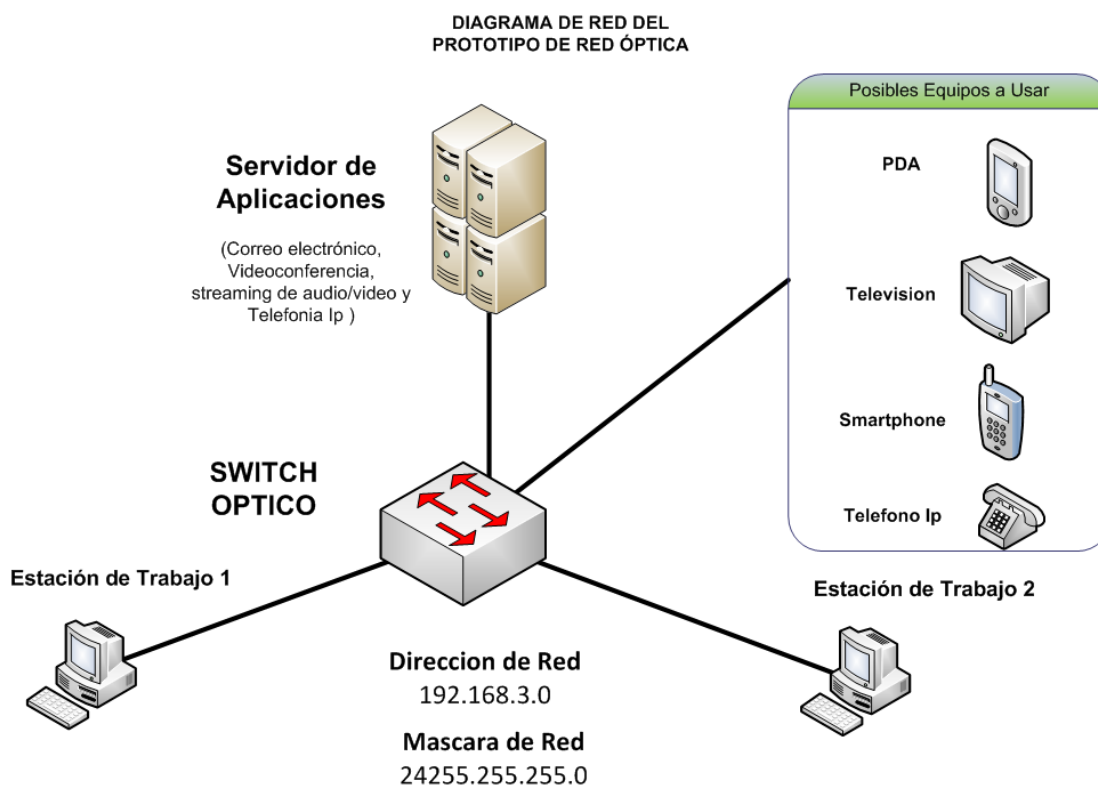 DIAGRAMA DE RED DEL
PROTOTIPO DE RED ÓPTICA
Posibles Equipos a Usar
PDA
Television
Smartphone
Telefono Ip
Servidor de
Aplicaciones
(Correo electrónico,
Videoconferencia,
streaming de audio/video y
Telefonia Ip )
SWITCH
OPTICO
Estación de Trabajo 1
Estación de Trabajo 2
Direccion de Red
192.168.3.0
Mascara de Red
24255.255.255.0